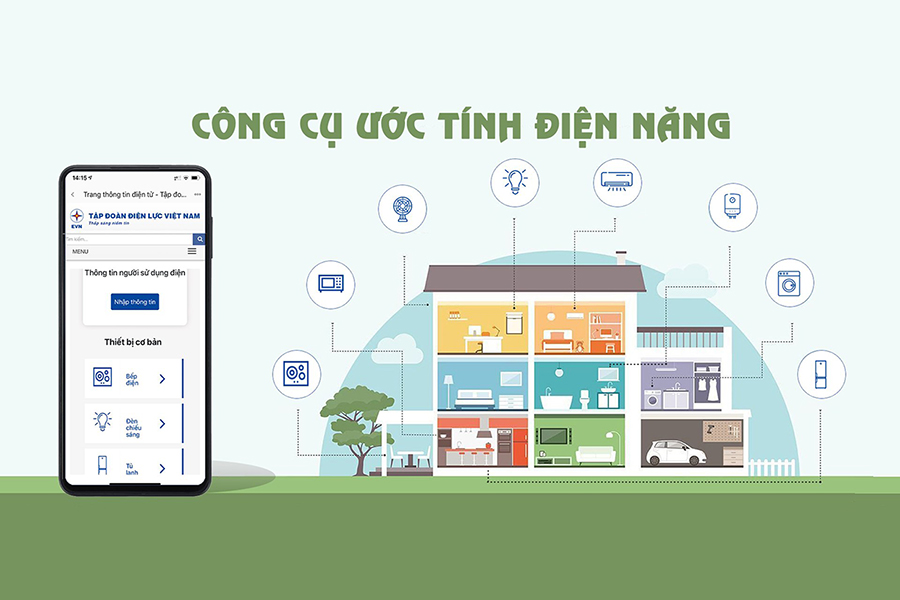 CÔNG CỤ ƯỚC TÍNH ĐIỆN NĂNG
14:15
Trang thông tin điện tử - Tập đo...
EVN
TẬP ĐOÀN ĐIỆN LỰC VIỆT NAM
Thắp sáng niềm tin
Tìm kiếm...
MENU
Thông tin người sử dụng điện
Nhập thông tin
Thiết bị cơ bản
Bếp
điện
Đèn
chiếu
sáng
Tủ
lạnh